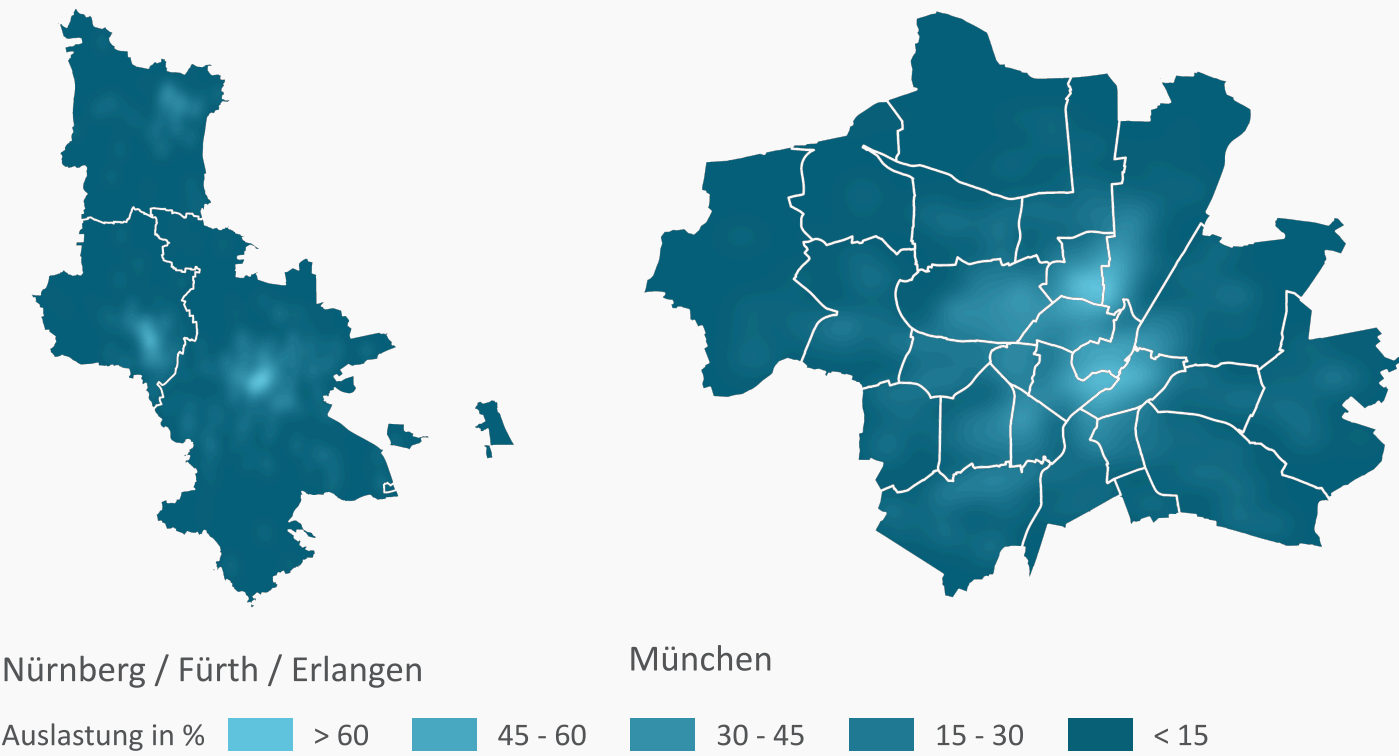 Nürnberg / Fürth / Erlangen
München
Auslastung in % > 60 45 - 60 30 - 45 15 - 30 < 15